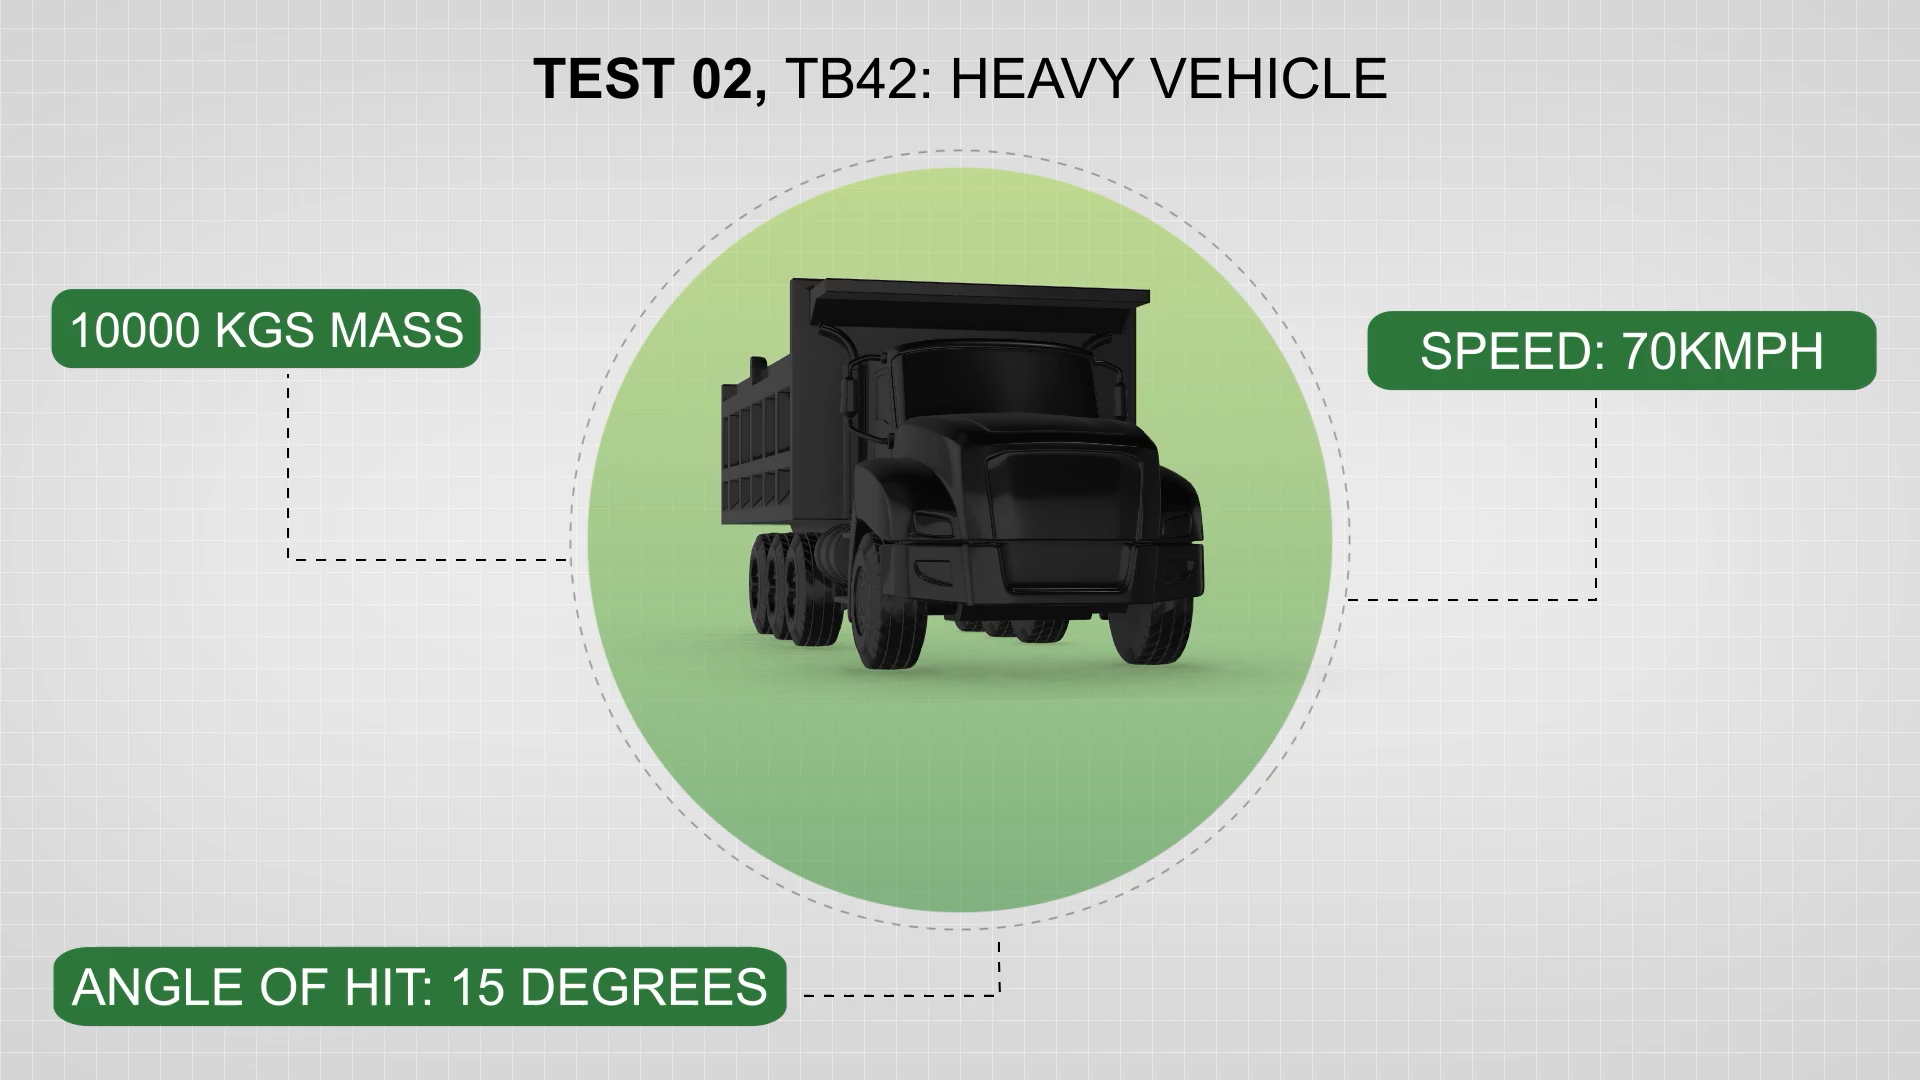 TEST 02, TB42: HEAVY VEHICLE
10000 KGS MASS
SPEED: 70KMPH
ANGLE OF HIT: 15 DEGREES